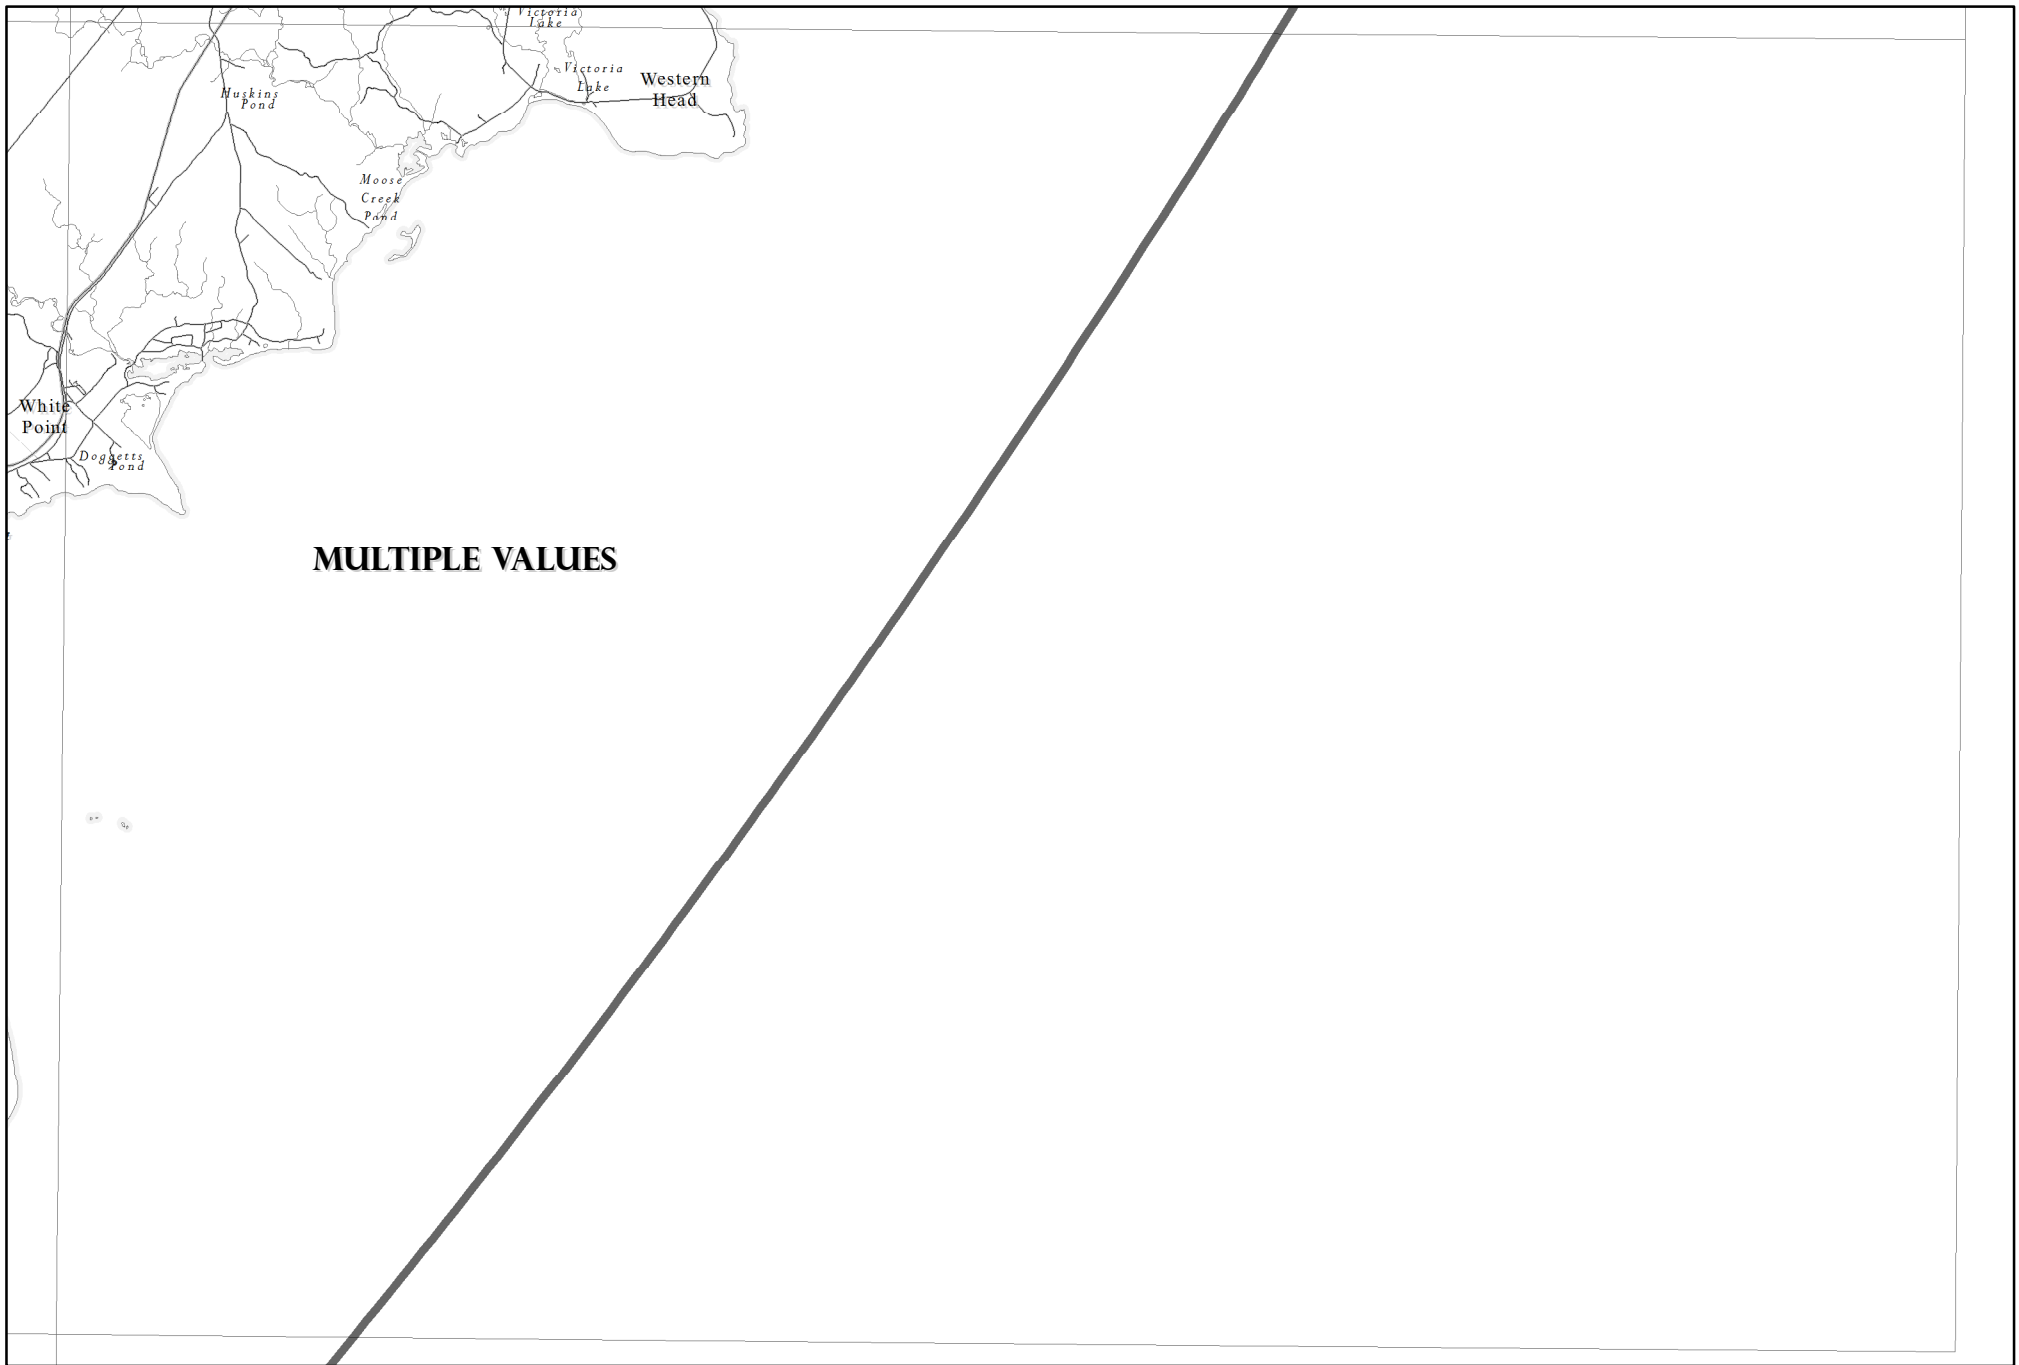 Victoria
Lake
Victoria
Lake
Western
Head
Huskins
Pond
Moose
Creek
Pond
White
Point
Doggetts
Pond
MULTIPLE VALUES